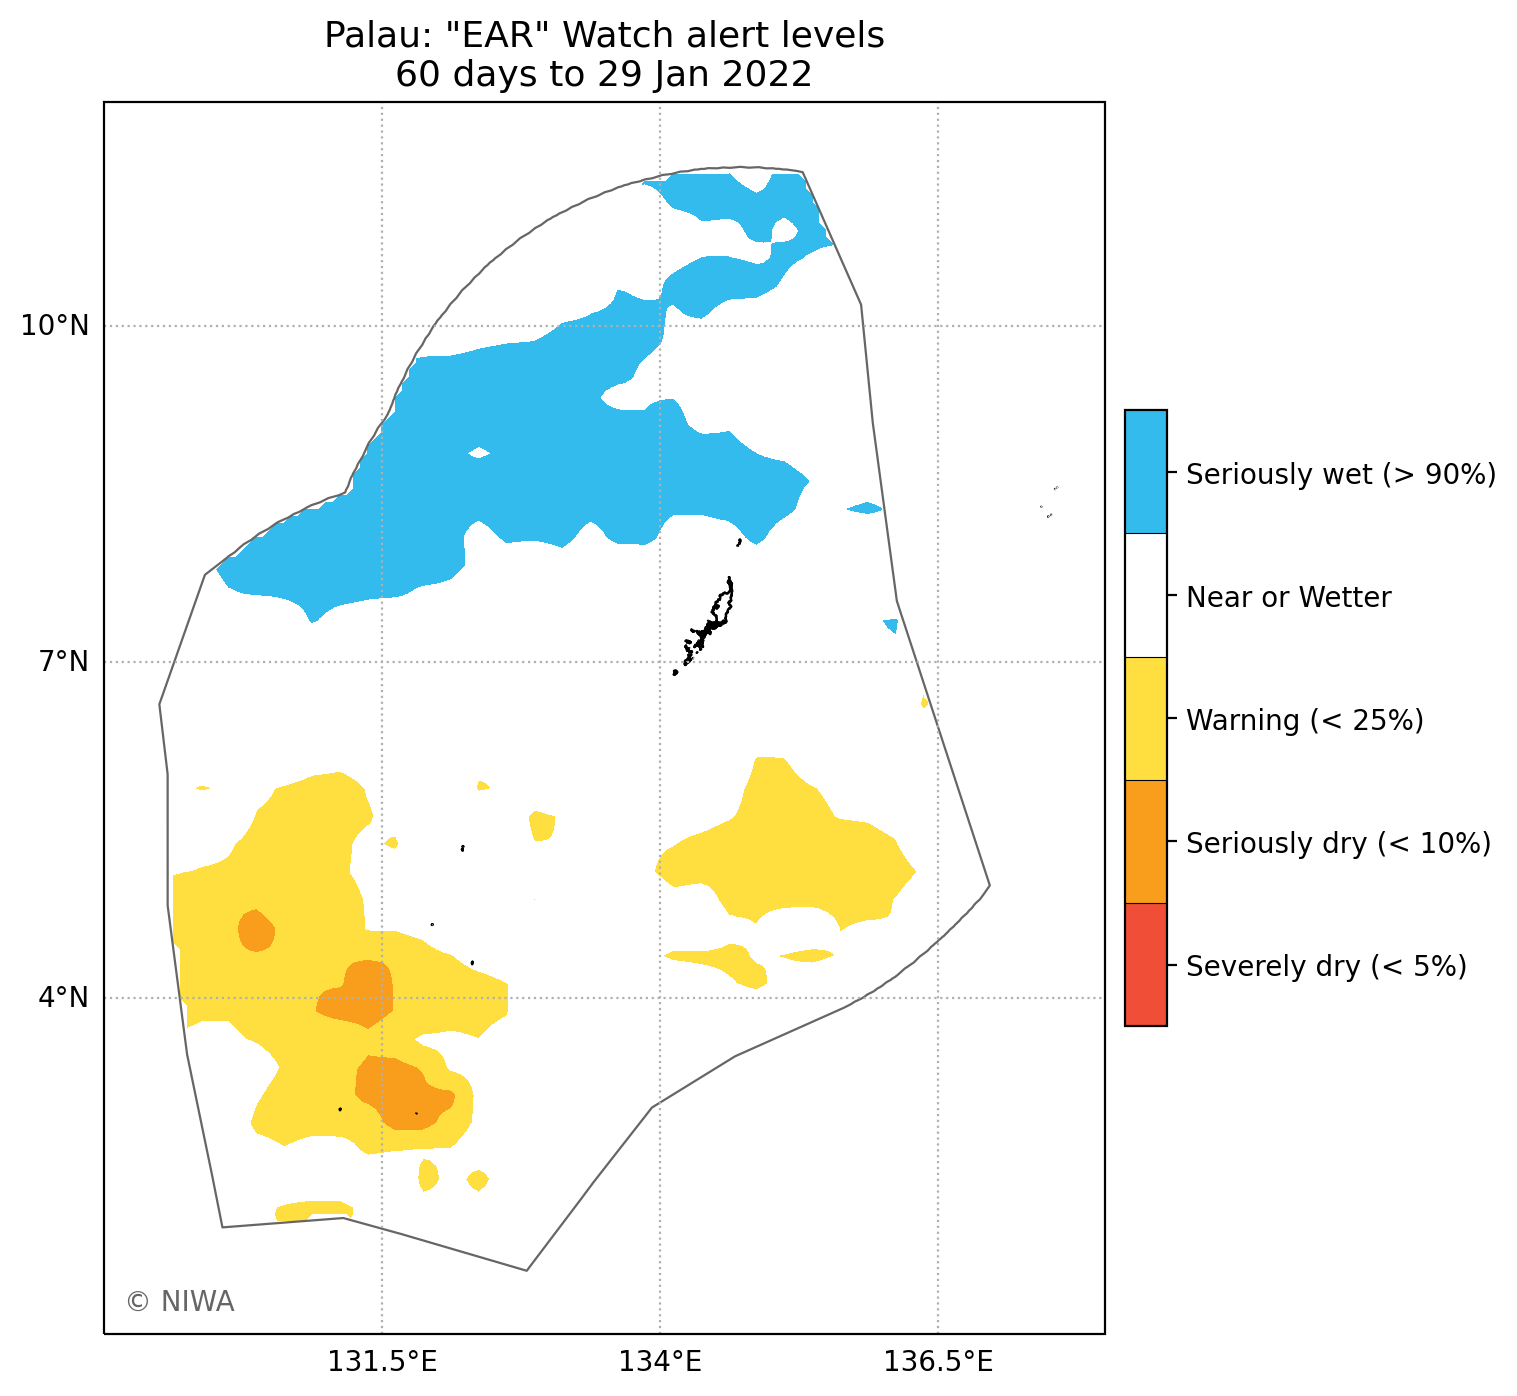 Palau: "EAR" Watch alert levels
60 days to 29 Jan 2022
10°N
7°N
4°N
131.5°E
134°E
136.5°E
© NIWA
Seriously wet (> 90%)
Near or Wetter
Warning (< 25%)
Seriously dry (< 10%)
Severely dry (< 5%)